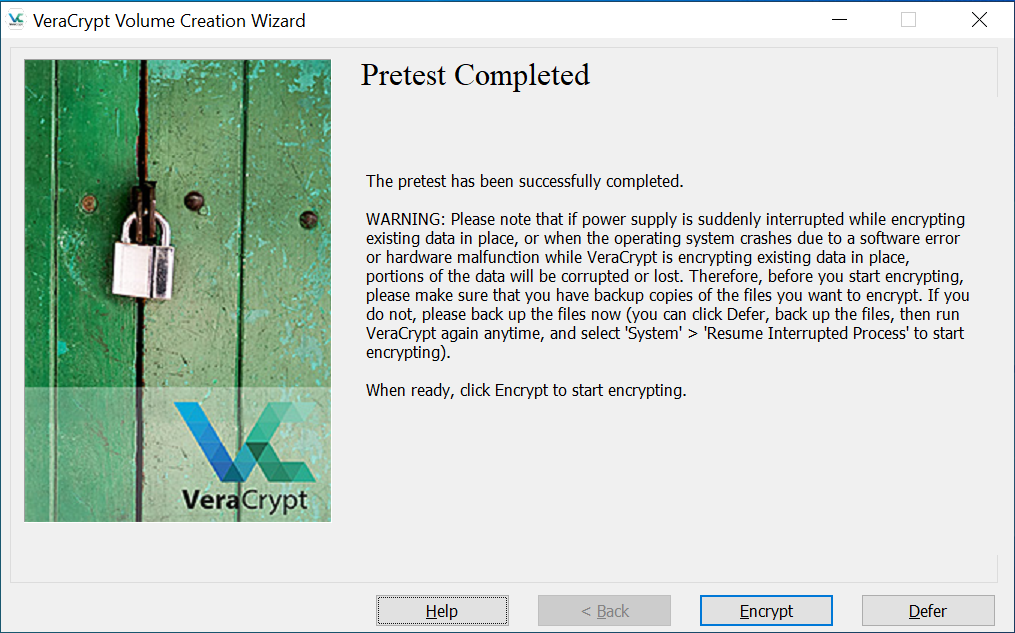 VeraCrypt Volume Creation Wizard
Pretest Completed
The pretest has been successfully completed.
WARNING: Please note that if power supply is suddenly interrupted while encrypting
existing data in place, or when the operating system crashes due to a software error
or hardware malfunction while VeraCrypt is encrypting existing data in place,
portions of the data will be corrupted or lost. Therefore, before you start encrypting,
please make sure that you have backup copies of the files you want to encrypt. If you
do not, please back up the files now (you can click Defer, back up the files, then run
VeraCrypt again anytime, and select 'System' > 'Resume Interrupted Process' to start
encrypting).
When ready, click Encrypt to start encrypting.
VeraCrypt
Help
< Back
Encrypt
Defer